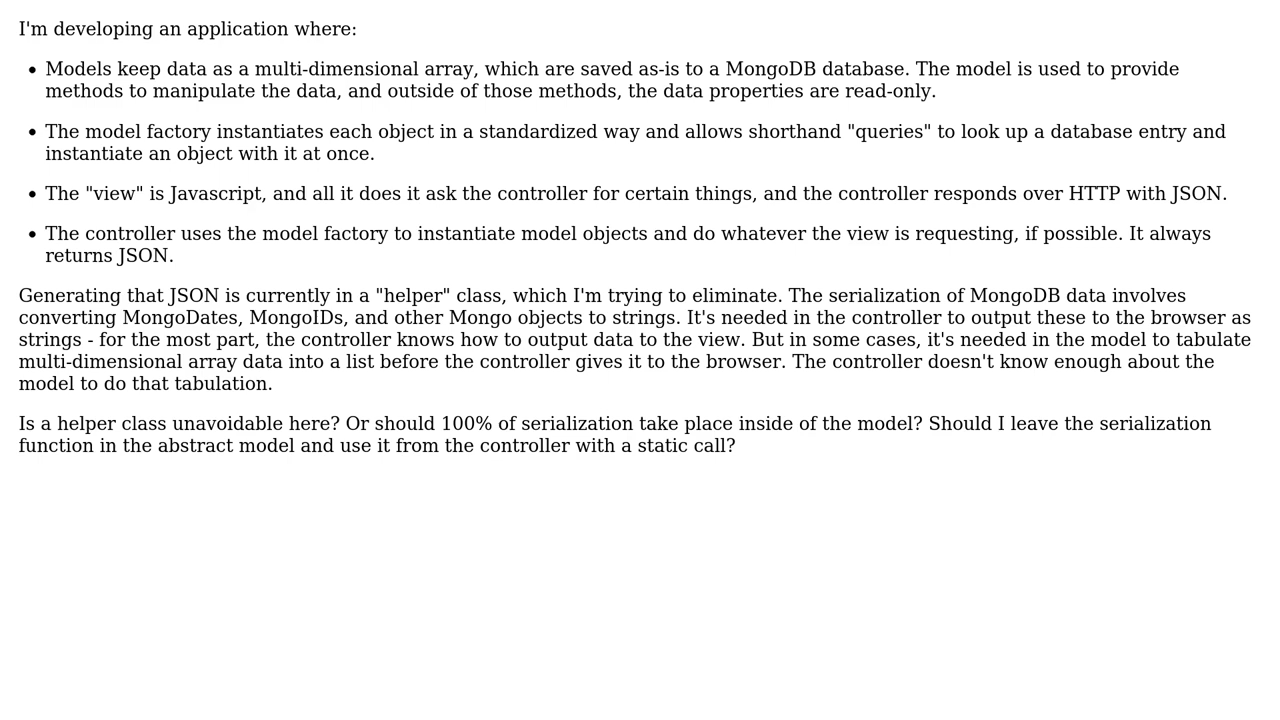 I'm developing an application where:
• Models keep data as a multi-dimensional array, which are saved as-is to a MongoDB database. The model is used to provide
methods to manipulate the data, and outside of those methods, the data properties are read-only.
• The model factory instantiates each object in a standardized way and allows shorthand "queries" to look up a database entry and
instantiate an object with it at once.
• The "view" is Javascript, and all it does it ask the controller for certain things, and the controller responds over HTTP with JSON.
• The controller uses the model factory to instantiate model objects and do whatever the view is requesting, if possible. It always
returns JSON.
Generating that JSON is currently in a "helper" class, which I'm trying to eliminate. The serialization of MongoDB data involves
converting MongoDates, MongoIDs, and other Mongo objects to strings. It's needed in the controller to output these to the browser as
strings - for the most part, the controller knows how to output data to the view. But in some cases, it's needed in the model to tabulate
multi-dimensional array data into a list before the controller gives it to the browser. The controller doesn't know enough about the
model to do that tabulation.
Is a helper class unavoidable here? Or should 100% of serialization take place inside of the model? Should I leave the serialization
function in the abstract model and use it from the controller with a static call?